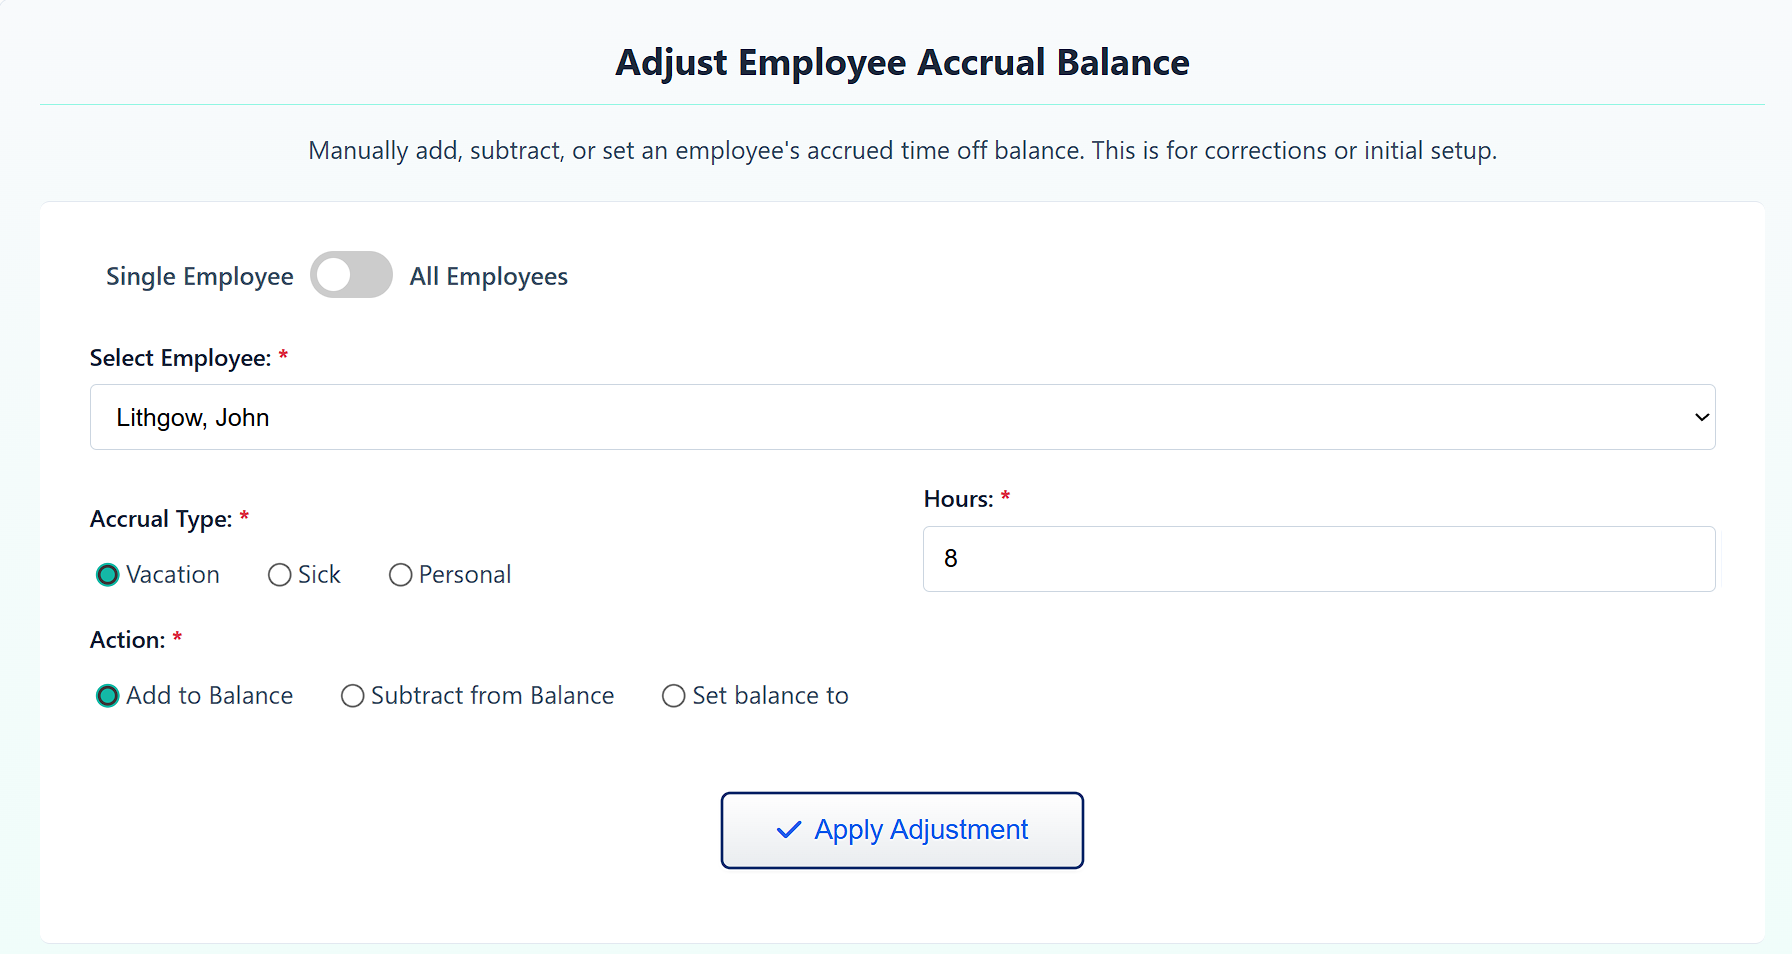 Adjust Employee Accrual Balance
Manually add, subtract, or set an employee's accrued time off balance. This is for corrections or initial setup.
Single Employee All Employees
Select Employee: *
Lithgow, John
Accrual Type: *
Vacation Sick Personal
Hours: *
8
Action: *
Add to Balance Subtract from Balance Set balance to
Apply Adjustment